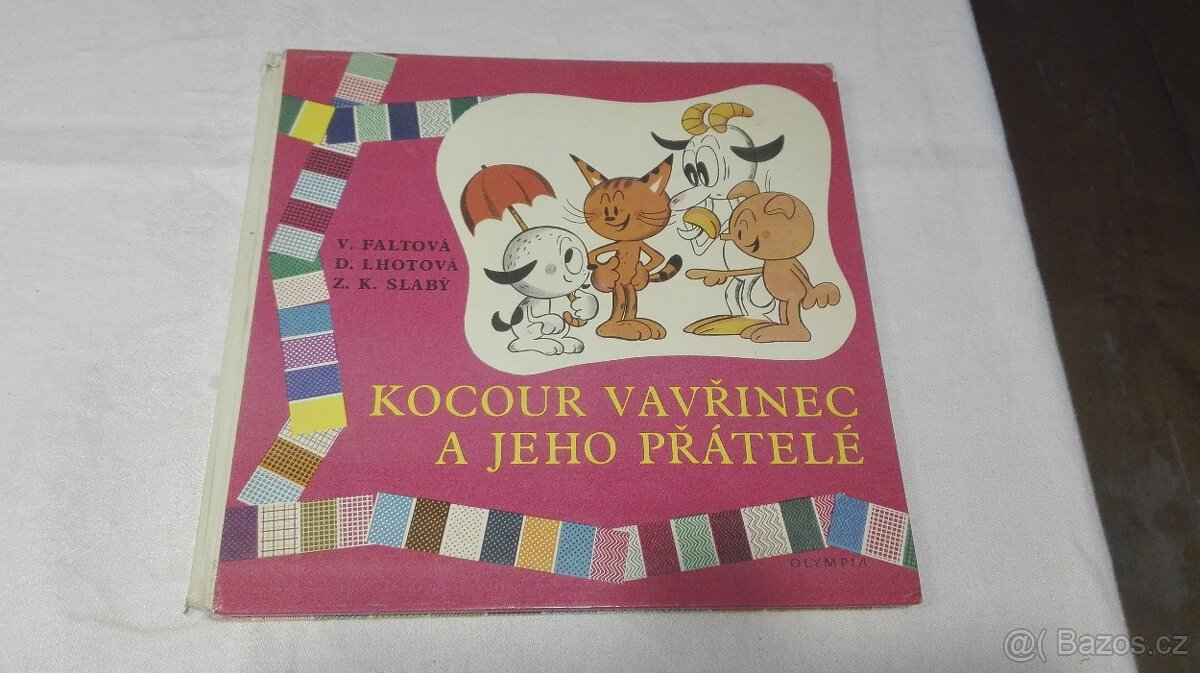 V. FALTOVÁ
D. LHOTOVÁ
Z. K. SLABÝ
KOCOUR VAVŘINEC
A JEHO PŘÁTELÉ
OLYMPIA
@( Bazos.cz